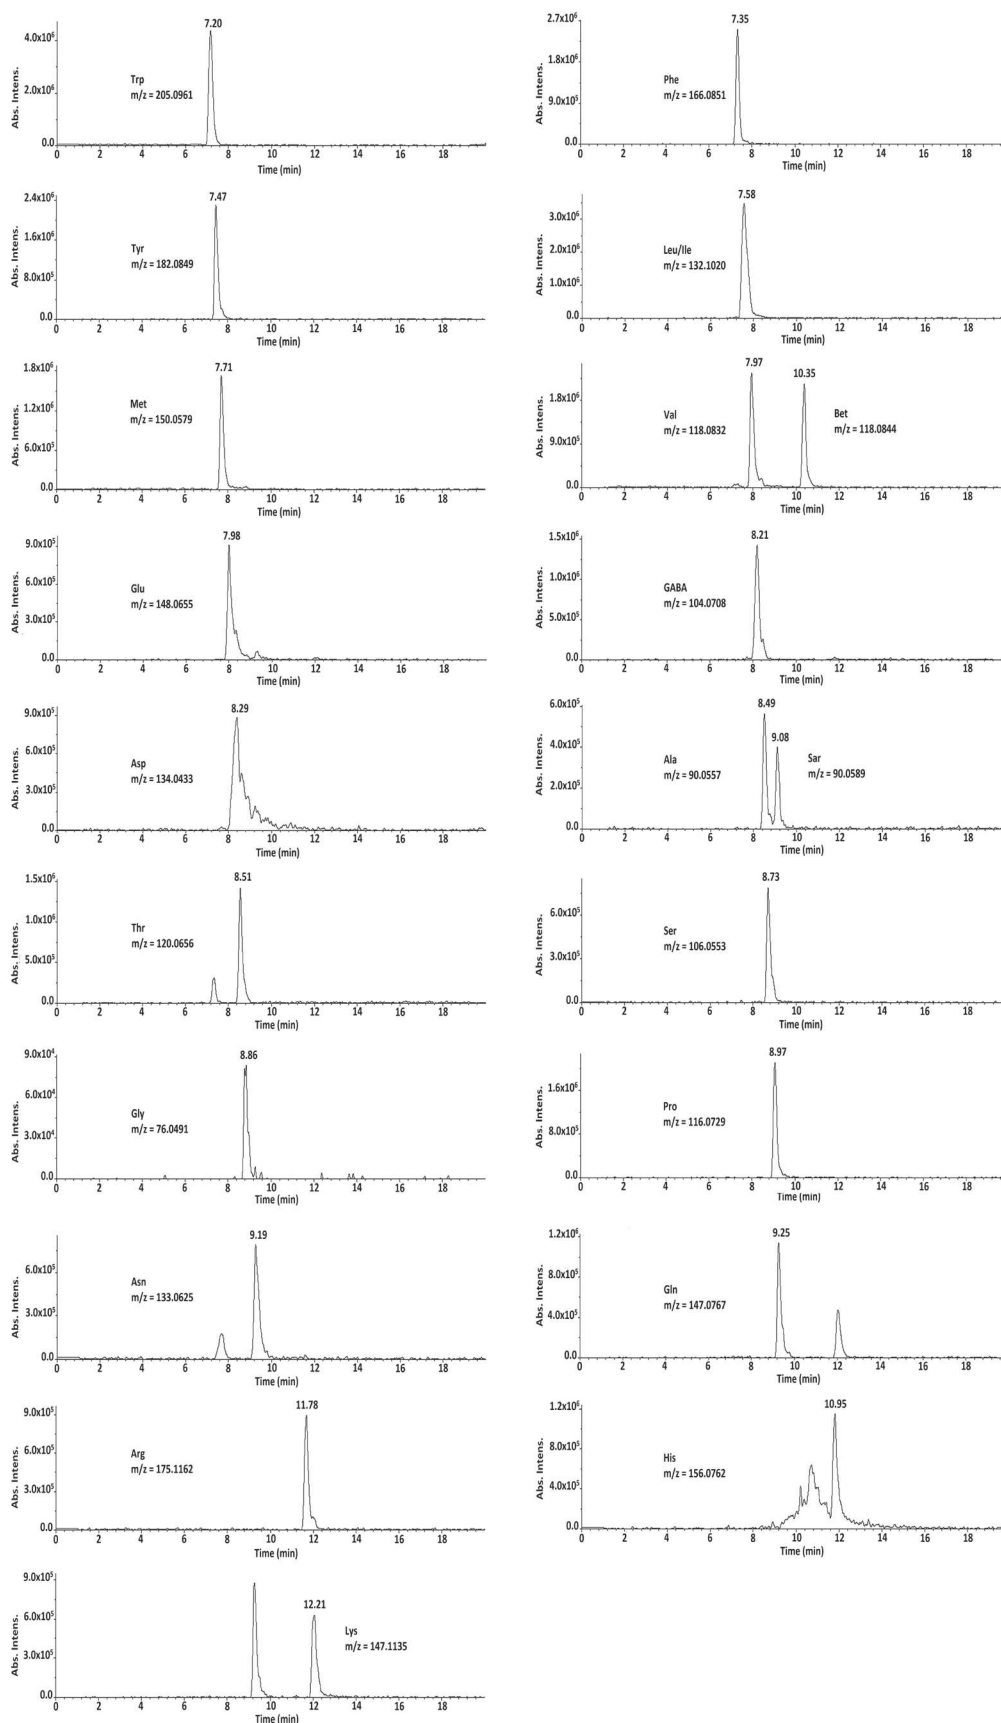 7.20
Abs. Intens.
4.0x10⁶
2.0x10⁶
0.0
Trp
m/z = 205.0961
0 2 4 6 8 10 12 14 16 18
Time (min)
7.35
Abs. Intens.
2.7x10⁶
1.8x10⁶
9.0x10⁵
0.0
Phe
m/z = 166.0851
0 2 4 6 8 10 12 14 16 18
Time (min)
7.47
Abs. Intens.
2.4x10⁶
1.6x10⁶
8.0x10⁵
0.0
Tyr
m/z = 182.0849
0 2 4 6 8 10 12 14 16 18
Time (min)
7.58
Abs. Intens.
3.0x10⁶
2.0x10⁶
1.0x10⁶
0.0
Leu/Ile
m/z = 132.1020
0 2 4 6 8 10 12 14 16 18
Time (min)
7.71
Abs. Intens.
1.8x10⁶
1.2x10⁶
6.0x10⁵
0.0
Met
m/z = 150.0579
0 2 4 6 8 10 12 14 16 18
Time (min)
7.97
10.35
Abs. Intens.
1.8x10⁶
9.0x10⁵
0.0
Val
m/z = 118.0832
Bet
m/z = 118.0844
0 2 4 6 8 10 12 14 16 18
Time (min)
7.98
Abs. Intens.
9.0x10⁵
6.0x10⁵
3.0x10⁵
0.0
Glu
m/z = 148.0655
0 2 4 6 8 10 12 14 16 18
Time (min)
8.21
Abs. Intens.
1.5x10⁶
1.0x10⁶
5.0x10⁵
0.0
GABA
m/z = 104.0708
0 2 4 6 8 10 12 14 16 18
Time (min)
8.29
Abs. Intens.
9.0x10⁵
6.0x10⁵
3.0x10⁵
0.0
Asp
m/z = 134.0433
0 2 4 6 8 10 12 14 16 18
Time (min)
8.49
9.08
Abs. Intens.
6.0x10⁵
4.0x10⁵
2.0x10⁵
0.0
Ala
m/z = 90.0557
Sar
m/z = 90.0589
0 2 4 6 8 10 12 14 16 18
Time (min)
8.51
Abs. Intens.
1.5x10⁶
1.0x10⁶
5.0x10⁵
0.0
Thr
m/z = 120.0656
0 2 4 6 8 10 12 14 16 18
Time (min)
8.73
Abs. Intens.
6.0x10⁵
3.0x10⁵
0.0
Ser
m/z = 106.0553
0 2 4 6 8 10 12 14 16 18
Time (min)
8.86
Abs. Intens.
9.0x10⁴
6.0x10⁴
3.0x10⁴
0.0
Gly
m/z = 76.0491
0 2 4 6 8 10 12 14 16 18
Time (min)
8.97
Abs. Intens.
1.6x10⁶
8.0x10⁵
0.0
Pro
m/z = 116.0729
0 2 4 6 8 10 12 14 16 18
Time (min)
9.19
Abs. Intens.
6.0x10⁵
3.0x10⁵
0.0
Asn
m/z = 133.0625
0 2 4 6 8 10 12 14 16 18
Time (min)
9.25
Abs. Intens.
1.2x10⁶
8.0x10⁵
4.0x10⁵
0.0
Gln
m/z = 147.0767
0 2 4 6 8 10 12 14 16 18
Time (min)
11.78
Abs. Intens.
9.0x10⁵
6.0x10⁵
3.0x10⁵
0.0
Arg
m/z = 175.1162
0 2 4 6 8 10 12 14 16 18
Time (min)
10.95
Abs. Intens.
1.2x10⁶
8.0x10⁵
4.0x10⁵
0.0
His
m/z = 156.0762
0 2 4 6 8 10 12 14 16 18
Time (min)
12.21
Abs. Intens.
9.0x10⁵
6.0x10⁵
3.0x10⁵
0.0
Lys
m/z = 147.1135
0 2 4 6 8 10 12 14 16 18
Time (min)